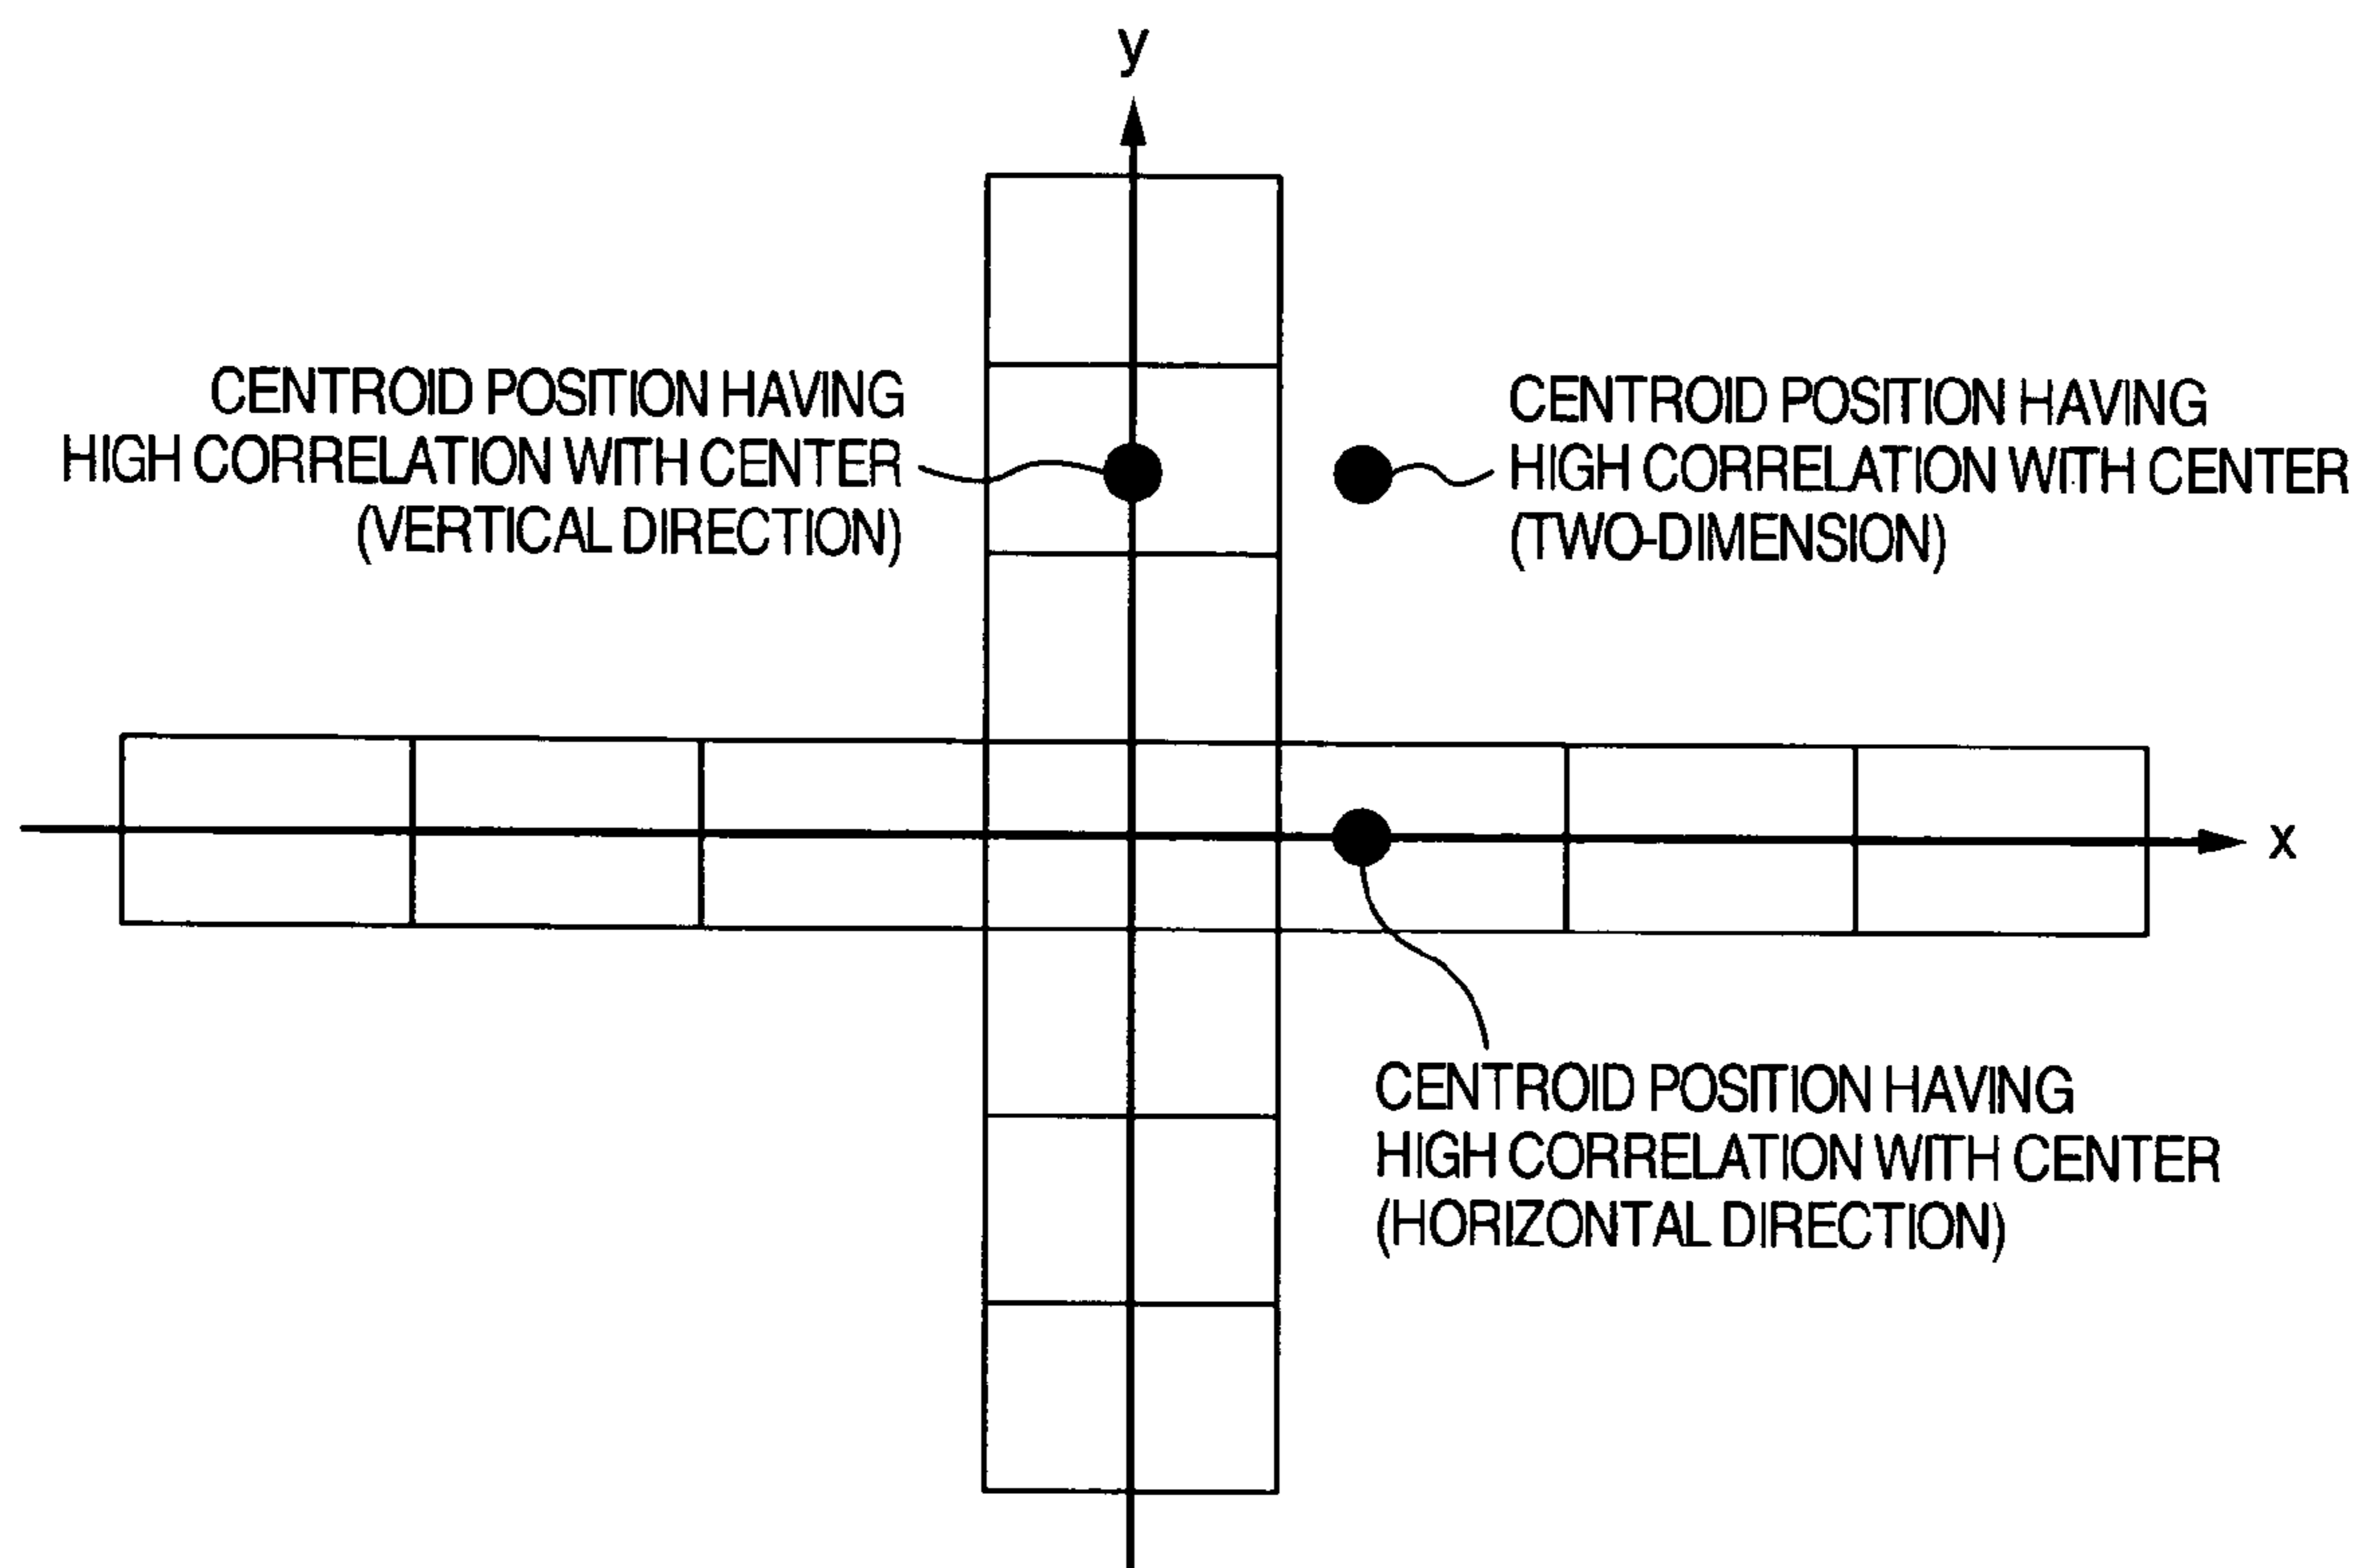 y
CENTROID POSITION HAVING
HIGH CORRELATION WITH CENTER
(VERTICAL DIRECTION)
CENTROID POSITION HAVING
HIGH CORRELATION WITH CENTER
(TWO-DIMENSION)
x
CENTROID POSITION HAVING
HIGH CORRELATION WITH CENTER
(HORIZONTAL DIRECTION)